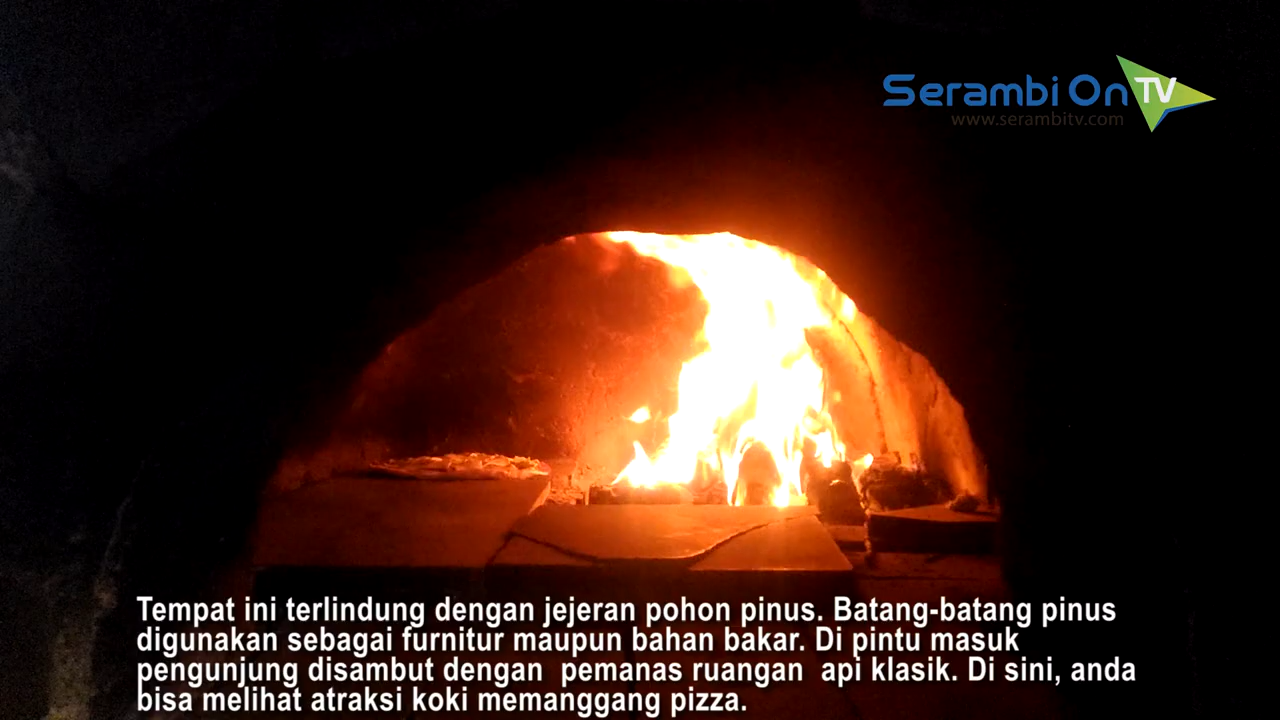 Serambi On TV
www.serambitv.com
Tempat ini terlindung dengan jejeran pohon pinus. Batang-batang pinus
digunakan sebagai furnitur maupun bahan bakar. Di pintu masuk
pengunjung disambut dengan  pemanas ruangan  api klasik. Di sini, anda
bisa melihat atraksi koki memanggang pizza.